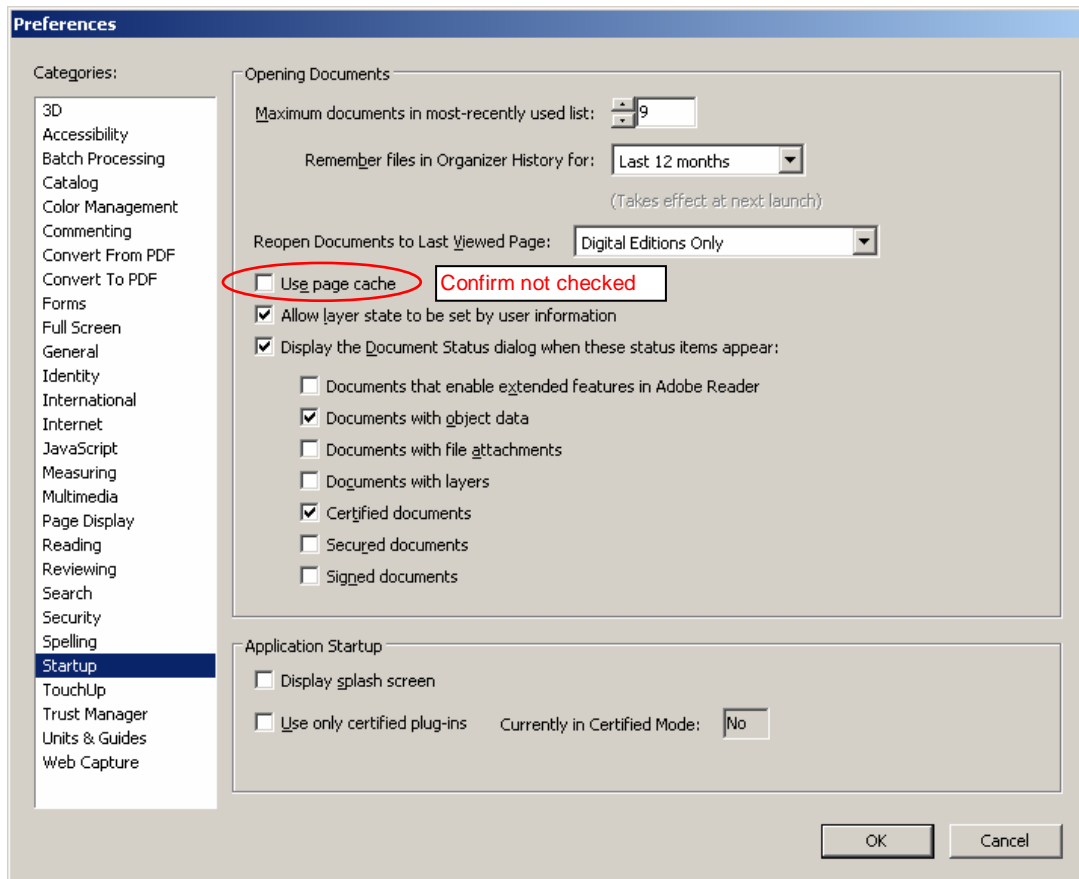 Preferences
Categories:
3D
Accessibility
Batch Processing
Catalog
Color Management
Commenting
Convert From PDF
Convert To PDF
Forms
Full Screen
General
Identity
International
Internet
JavaScript
Measuring
Multimedia
Page Display
Reading
Reviewing
Search
Security
Spelling
Startup
TouchUp
Trust Manager
Units & Guides
Web Capture
Opening Documents
Maximum documents in most-recently used list: 9
Remember files in Organizer History for: Last 12 months
(Takes effect at next launch)
Reopen Documents to Last Viewed Page: Digital Editions Only
Use page cache Confirm not checked
Allow layer state to be set by user information
Display the Document Status dialog when these status items appear:
Documents that enable extended features in Adobe Reader
Documents with object data
Documents with file attachments
Documents with layers
Certified documents
Secured documents
Signed documents
Application Startup
Display splash screen
Use only certified plug-ins Currently in Certified Mode: No
OK Cancel